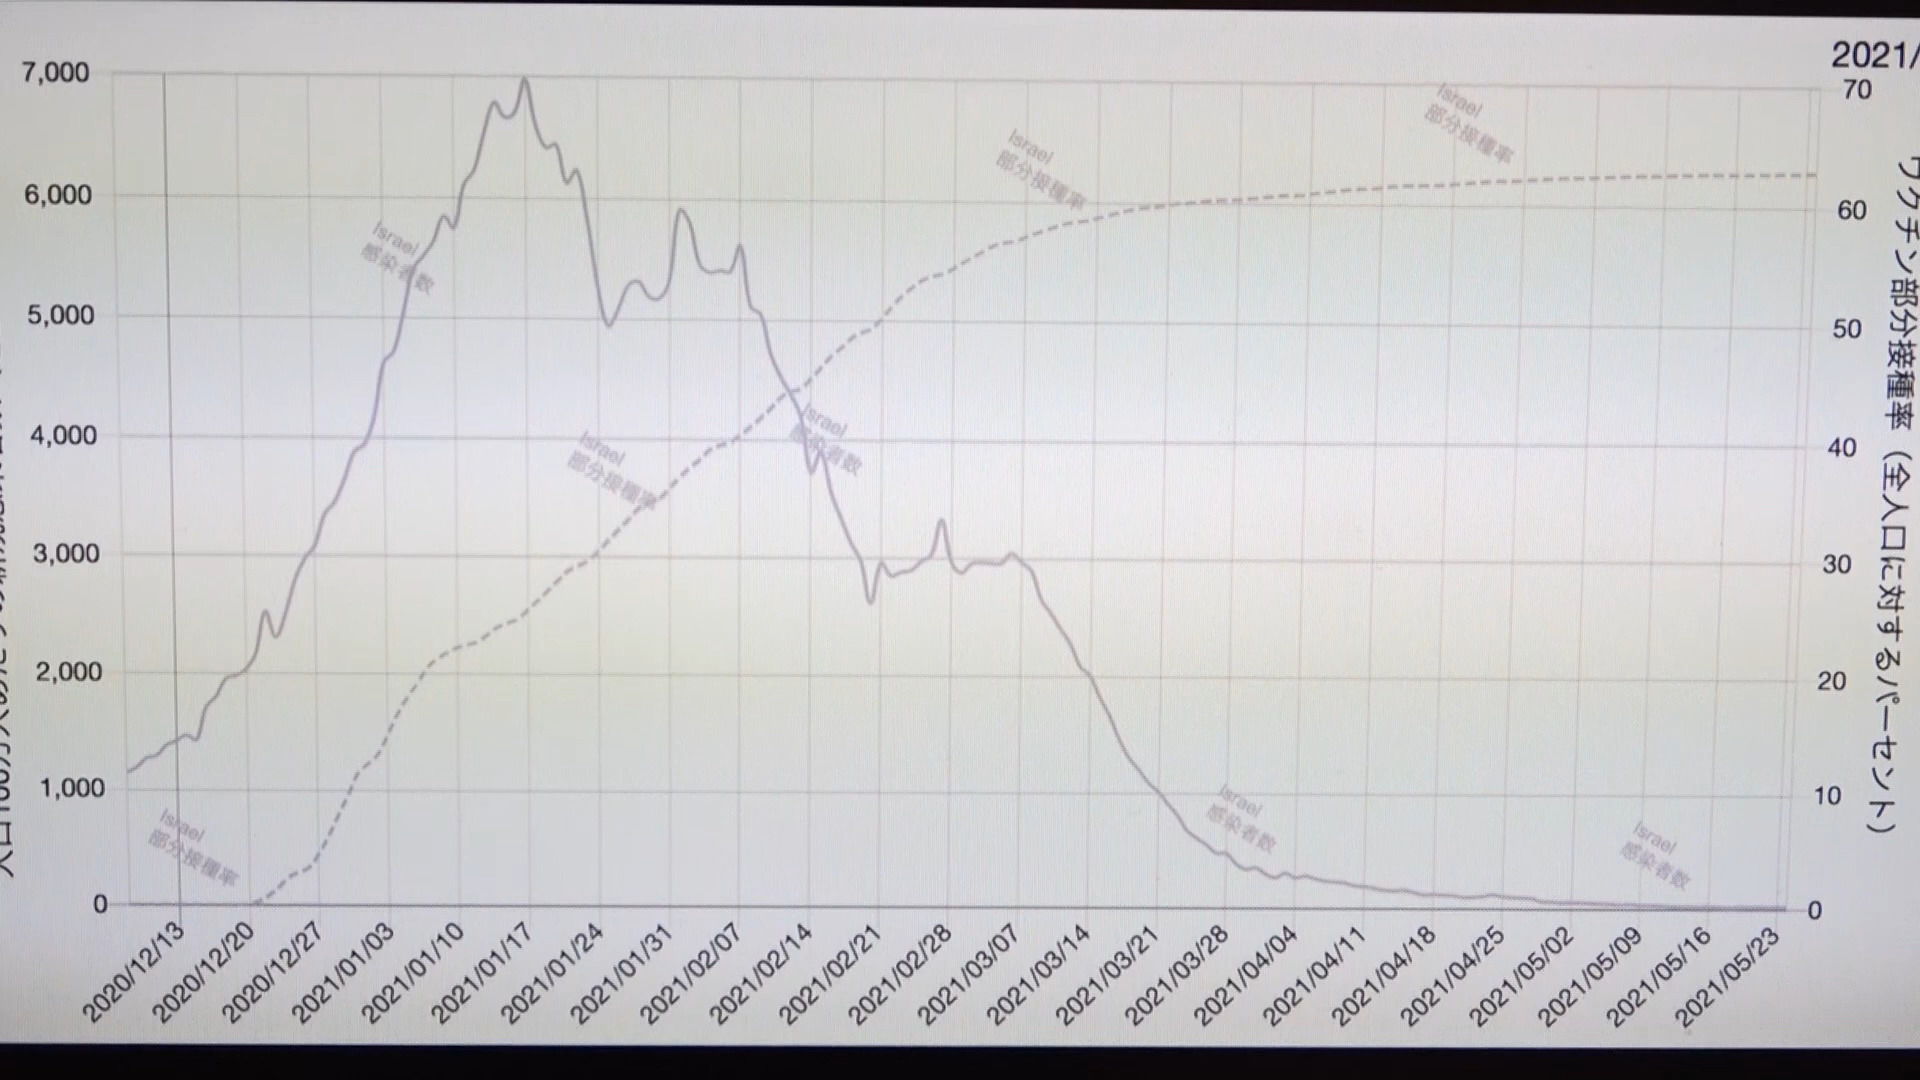 2021/
7,000
6,000
5,000
4,000
3,000
2,000
1,000
0
70
60
50
40
30
20
10
0
ワクチン部分接種率（全人口に対するパーセント）
Israel
感染者数
Israel
部分接種率
Israel
部分接種率
Israel
部分接種率
Israel
感染者数
Israel
部分接種率
Israel
感染者数
Israel
感染者数
2020/12/13
2020/12/20
2020/12/27
2021/01/03
2021/01/10
2021/01/17
2021/01/24
2021/01/31
2021/02/07
2021/02/14
2021/02/21
2021/02/28
2021/03/07
2021/03/14
2021/03/21
2021/03/28
2021/04/04
2021/04/11
2021/04/18
2021/04/25
2021/05/02
2021/05/09
2021/05/16
2021/05/23